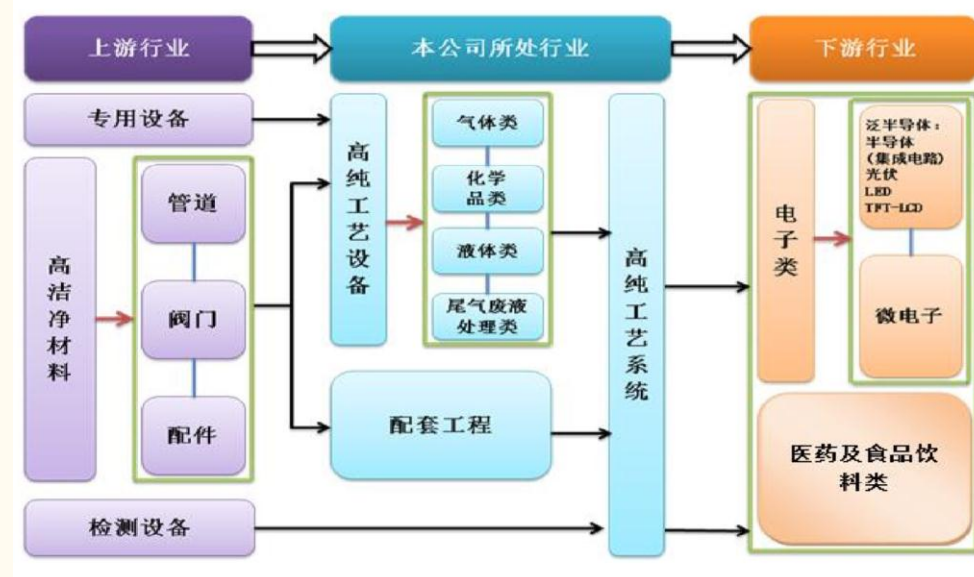 上游行业
本公司所处行业
下游行业
专用设备
高洁净材料
管道
阀门
配件
检测设备
高纯工艺设备
气体类
化学
品类
液体类
尾气废液
处理类
配套工程
高纯工艺系统
电子类
泛半导体：
半导体
(集成电路)
光伏
LED
TFT-LCD
微电子
医药及食品饮
料类